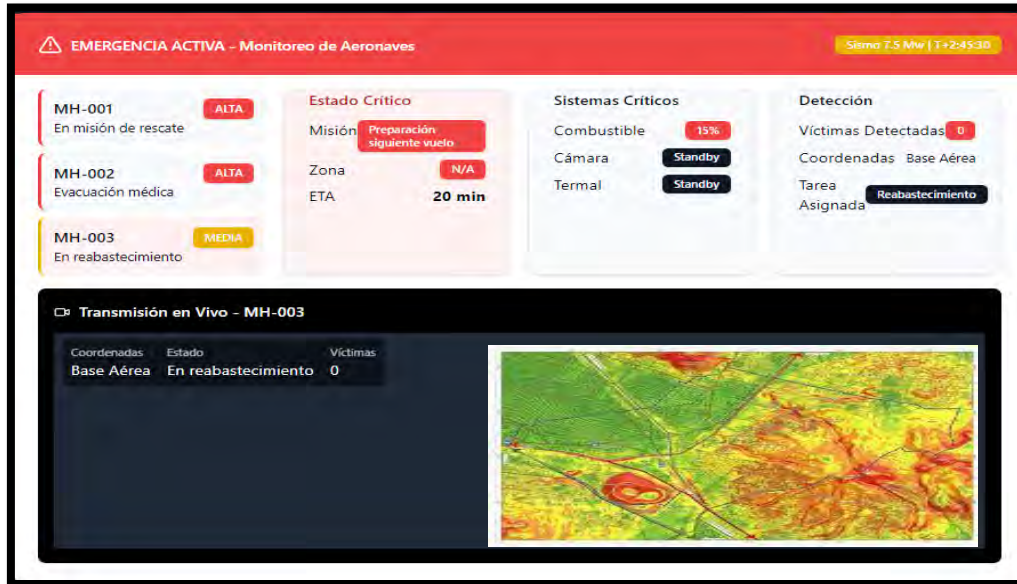 EMERGENCIA ACTIVA – Monitoreo de Aeronaves
Sismo 7.5 Mw | T+2:45:30
MH-001
ALTA
En misión de rescate
MH-002
ALTA
Evacuación médica
MH-003
MEDIA
En reabastecimiento
Estado Crítico
Misión Preparación
siguiente vuelo
Zona N/A
ETA 20 min
Sistemas Críticos
Combustible 15%
Cámara Standby
Termal Standby
Detección
Víctimas Detectadas 0
Coordenadas Base Aérea
Tarea
Asignada Reabastecimiento
Transmisión en Vivo – MH-003
Coordenadas Estado Víctimas
Base Aérea En reabastecimiento 0